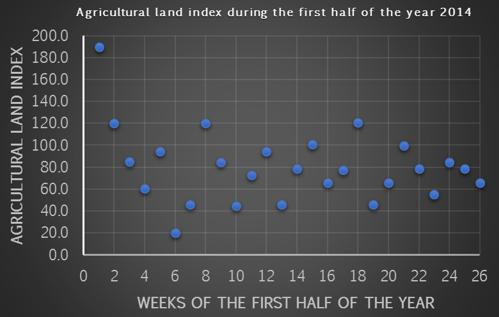 Agricultural land index during the first half of the year 2014
200.0
180.0
160.0
140.0
120.0
100.0
80.0
60.0
40.0
20.0
0.0
AGRICULTURAL LAND INDEX
0 2 4 6 8 10 12 14 16 18 20 22 24 26
WEEKS OF THE FIRST HALF OF THE YEAR